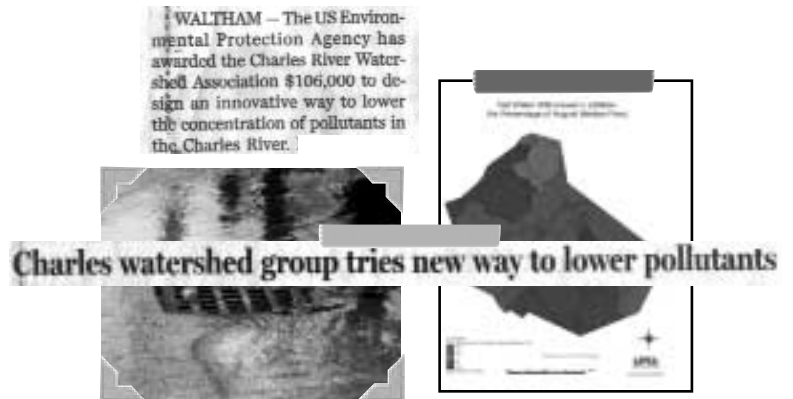 WALTHAM — The US Environ-
mental Protection Agency has
awarded the Charles River Water-
shed Association $106,000 to de-
sign an innovative way to lower
the concentration of pollutants in
the Charles River.
Charles watershed group tries new way to lower pollutants